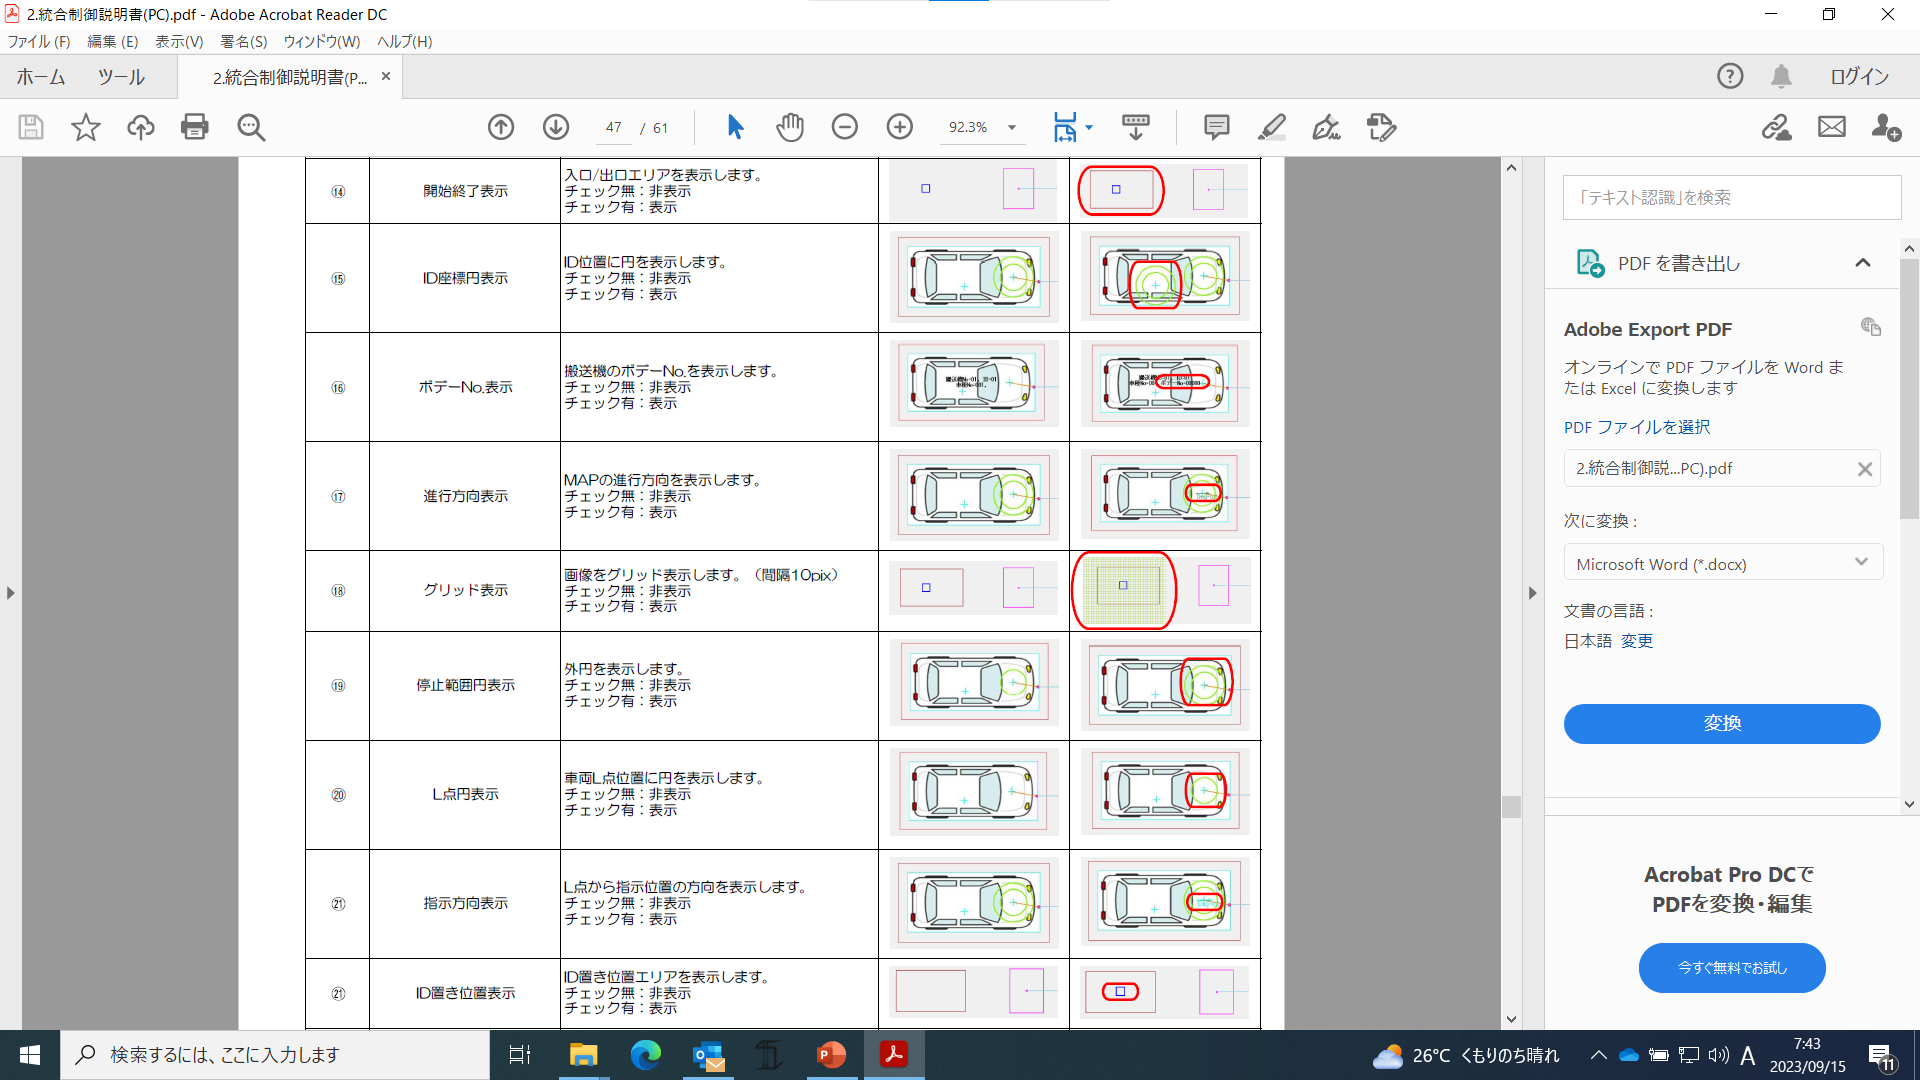 2.統合制御説明書(PC).pdf - Adobe Acrobat Reader DC
ファイル (F) 編集 (E) 表示(V) 署名(S) ウィンドウ(W) ヘルプ(H)
ホーム ツール 2.統合制御説明書(P... × ログイン
47 / 61 92.3%
⑭ 開始終了表示
入口/出口エリアを表示します。
チェック無：非表示
チェック有：表示
⑮ ID座標円表示
ID位置に円を表示します。
チェック無：非表示
チェック有：表示
⑯ ボデーNo.表示
搬送機のボデーNo.を表示します。
チェック無：非表示
チェック有：表示
⑰ 進行方向表示
MAPの進行方向を表示します。
チェック無：非表示
チェック有：表示
⑱ グリッド表示
画像をグリッド表示します。（間隔10pix）
チェック無：非表示
チェック有：表示
⑲ 停止範囲円表示
外円を表示します。
チェック無：非表示
チェック有：表示
⑳ L点円表示
車両L点位置に円を表示します。
チェック無：非表示
チェック有：表示
㉑ 指示方向表示
L点から指示位置の方向を表示します。
チェック無：非表示
チェック有：表示
㉑ ID置き位置表示
ID置き位置エリアを表示します。
チェック無：非表示
チェック有：表示
「テキスト認識」を検索
PDF を書き出し
Adobe Export PDF
オンラインで PDF ファイルを Word ま
たは Excel に変換します
PDF ファイルを選択
2.統合制御説...PC).pdf
次に変換 :
Microsoft Word (*.docx)
文書の言語 :
日本語 変更
変換
Acrobat Pro DCで
PDFを変換・編集
今すぐ無料でお試し
検索するには、ここに入力します
26°C くもりのち晴れ
A
7:43
2023/09/15
11